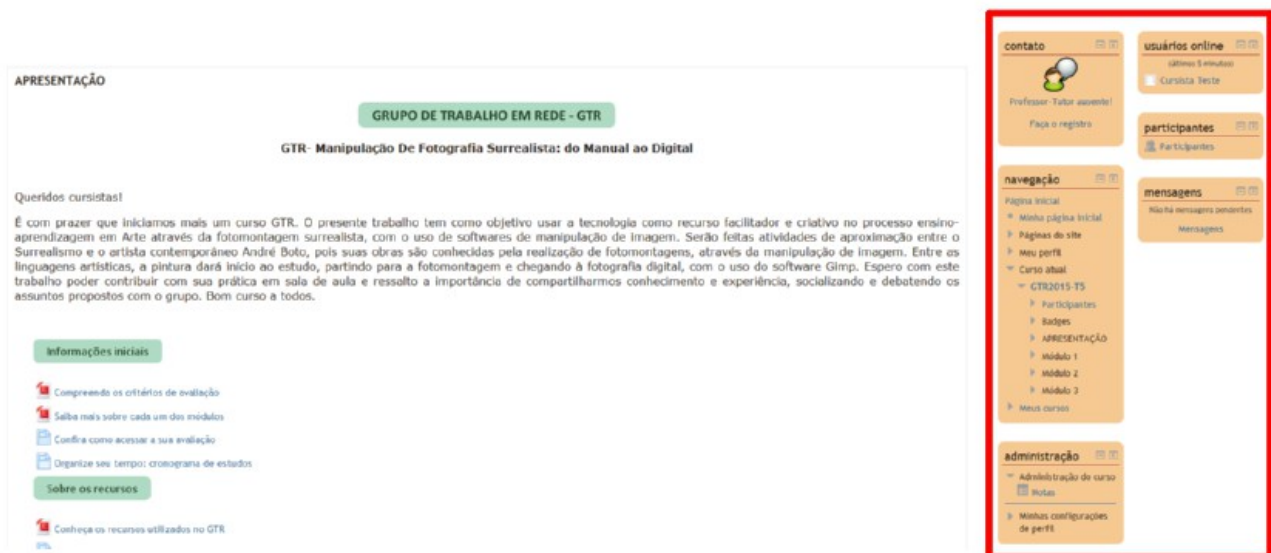 APRESENTAÇÃO
GRUPO DE TRABALHO EM REDE - GTR
GTR- Manipulação De Fotografia Surrealista: do Manual ao Digital
Queridos cursistas!
É com prazer que iniciamos mais um curso GTR. O presente trabalho tem como objetivo usar a tecnologia como recurso facilitador e criativo no processo ensino-
aprendizagem em Arte através da fotomontagem surrealista, com o uso de softwares de manipulação de imagem. Serão feitas atividades de aproximação entre o
Surrealismo e o artista contemporâneo André Boto, pois suas obras são conhecidas pela realização de fotomontagens, através da manipulação de imagem. Entre as
linguagens artísticas, a pintura dará início ao estudo, partindo para a fotomontagem e chegando à fotografia digital, com o uso do software Gimp. Espero com este
trabalho poder contribuir com sua prática em sala de aula e ressalto a importância de compartilharmos conhecimento e experiência, socializando e debatendo os
assuntos propostos com o grupo. Bom curso a todos.
Informações iniciais
Compreenda os critérios de avaliação
Saiba mais sobre cada um dos módulos
Confira como acessar a sua avaliação
Organize seu tempo: cronograma de estudos
Sobre os recursos
Conheça os recursos utilizados no GTR
contato
Professor-Tutor ausente!
Faça o registro
navegação
Página inicial
Minha página inicial
Páginas do site
Meu perfil
Curso atual
GTR2015-T5
Participantes
Badges
APRESENTAÇÃO
Módulo 1
Módulo 2
Módulo 3
Meus cursos
administração
Administração do curso
Notas
Minhas configurações
de perfil
usuários online
(últimos 5 minutos)
Cursista Teste
participantes
Participantes
mensagens
Não há mensagens pendentes
Mensagens